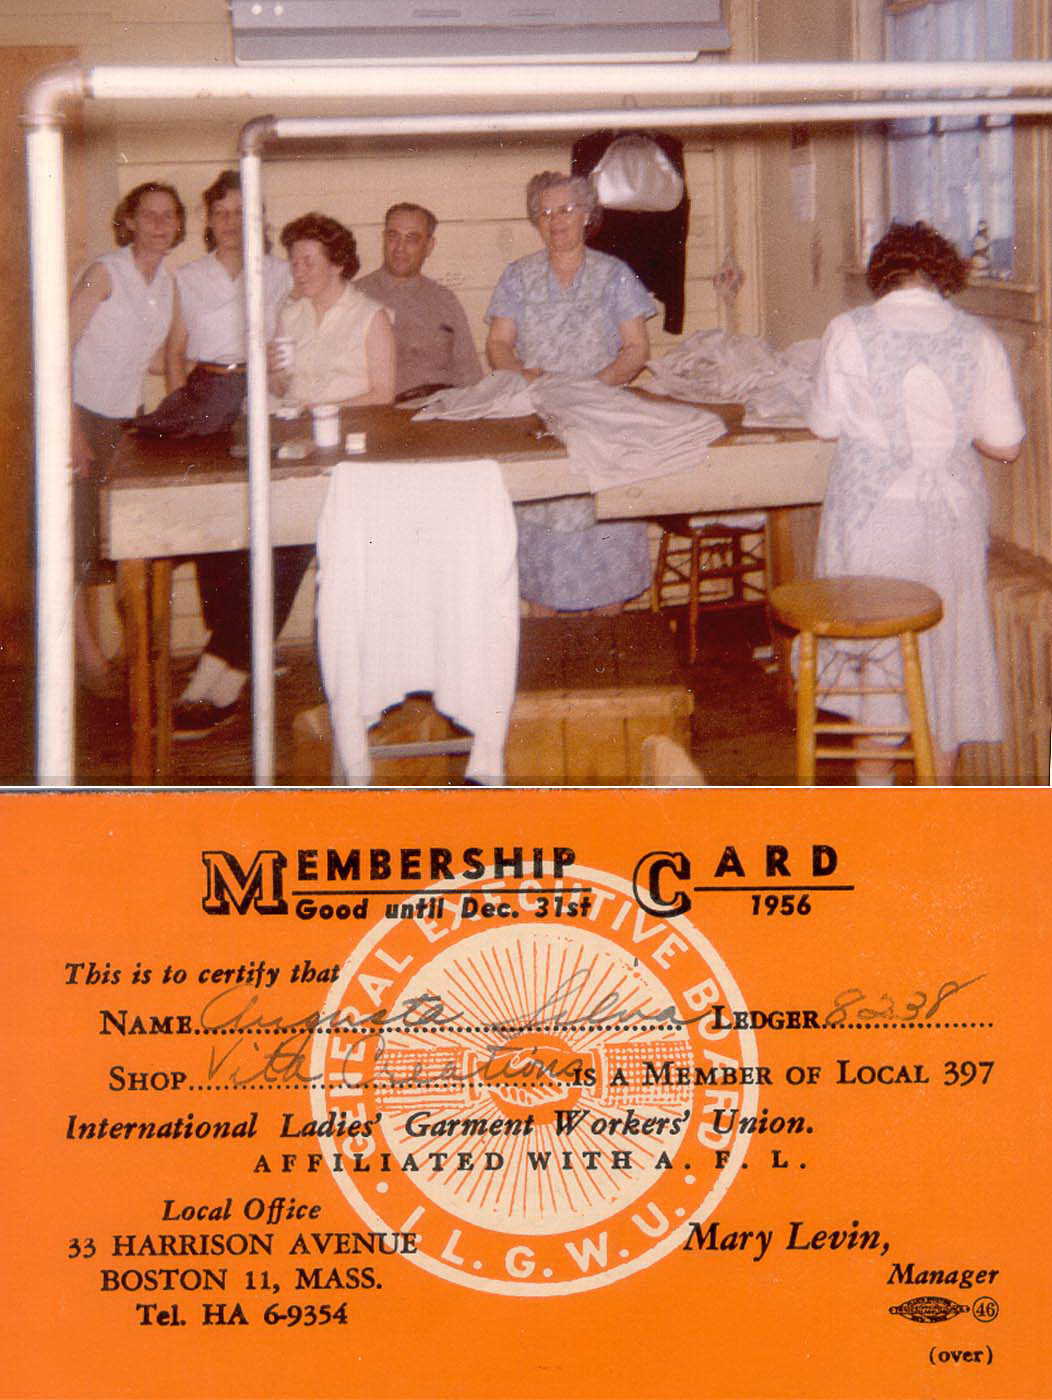 MEMBERSHIP CARD
Good until Dec. 31st 1956
This is to certify that
NAME Augusta Silva LEDGER 8238
SHOP Vita Creations IS A MEMBER OF LOCAL 397
International Ladies' Garment Workers' Union.
AFFILIATED WITH A. F. L.
GENERAL EXECUTIVE BOARD
• I. L. G. W. U. •
Local Office
33 HARRISON AVENUE
BOSTON 11, MASS.
Tel. HA 6-9354
Mary Levin,
Manager
46
(over)